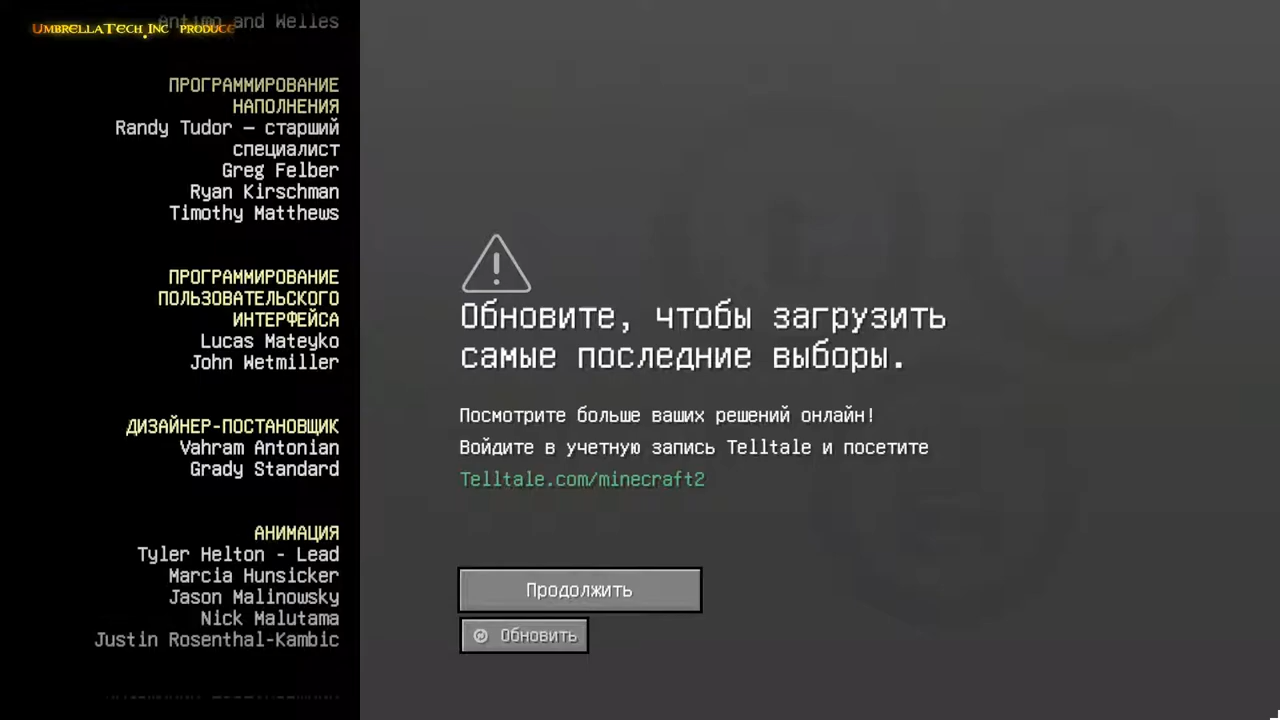 Antimo and Welles
UmbrellaTech.Inc produce
ПРОГРАММИРОВАНИЕ
НАПОЛНЕНИЯ
Randy Tudor – старший
специалист
Greg Felber
Ryan Kirschman
Timothy Matthews
ПРОГРАММИРОВАНИЕ
ПОЛЬЗОВАТЕЛЬСКОГО
ИНТЕРФЕЙСА
Lucas Mateyko
John Wetmiller
ДИЗАЙНЕР-ПОСТАНОВЩИК
Vahram Antonian
Grady Standard
АНИМАЦИЯ
Tyler Helton - Lead
Marcia Hunsicker
Jason Malinowsky
Nick Malutama
Justin Rosenthal-Kambic
Обновите, чтобы загрузить
самые последние выборы.
Посмотрите больше ваших решений онлайн!
Войдите в учетную запись Telltale и посетите
Telltale.com/minecraft2
Продолжить
Обновить